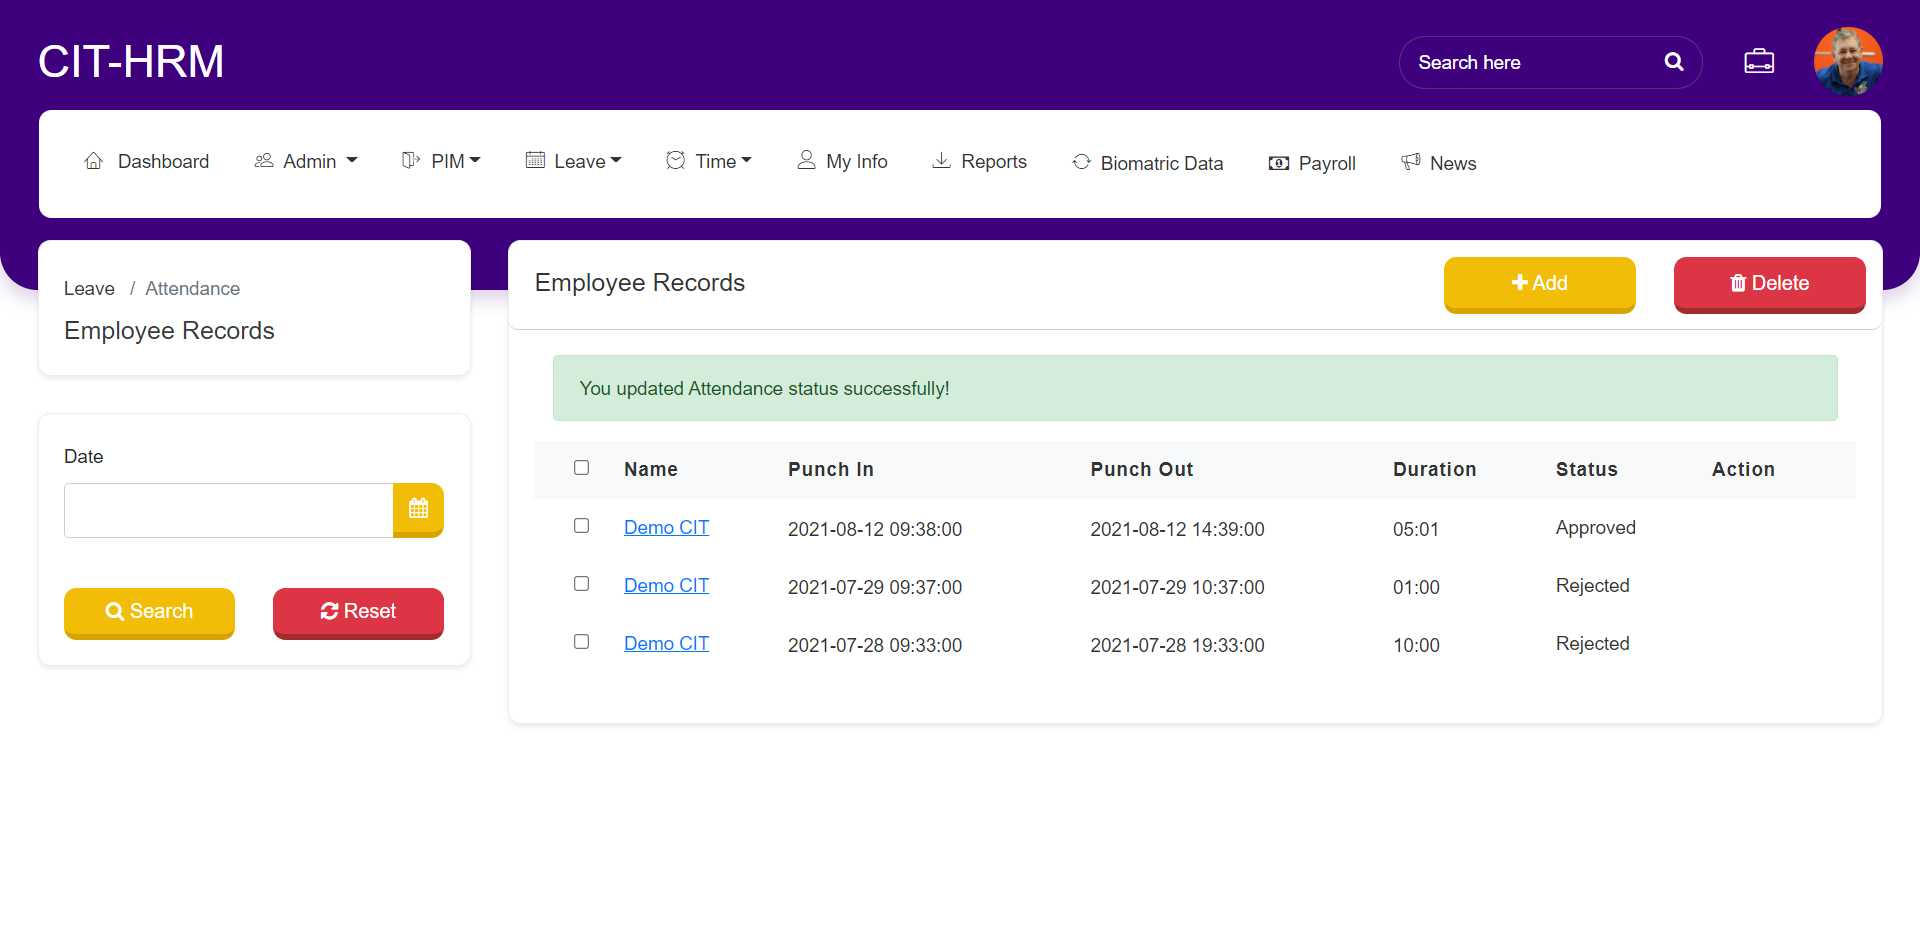 CIT-HRM
Search here
Dashboard Admin PIM Leave Time My Info Reports Biomatric Data Payroll News
Leave / Attendance
Employee Records
Date
Search Reset
Employee Records
Add Delete
You updated Attendance status successfully!
Name Punch In Punch Out Duration Status Action
Demo CIT 2021-08-12 09:38:00 2021-08-12 14:39:00 05:01 Approved
Demo CIT 2021-07-29 09:37:00 2021-07-29 10:37:00 01:00 Rejected
Demo CIT 2021-07-28 09:33:00 2021-07-28 19:33:00 10:00 Rejected